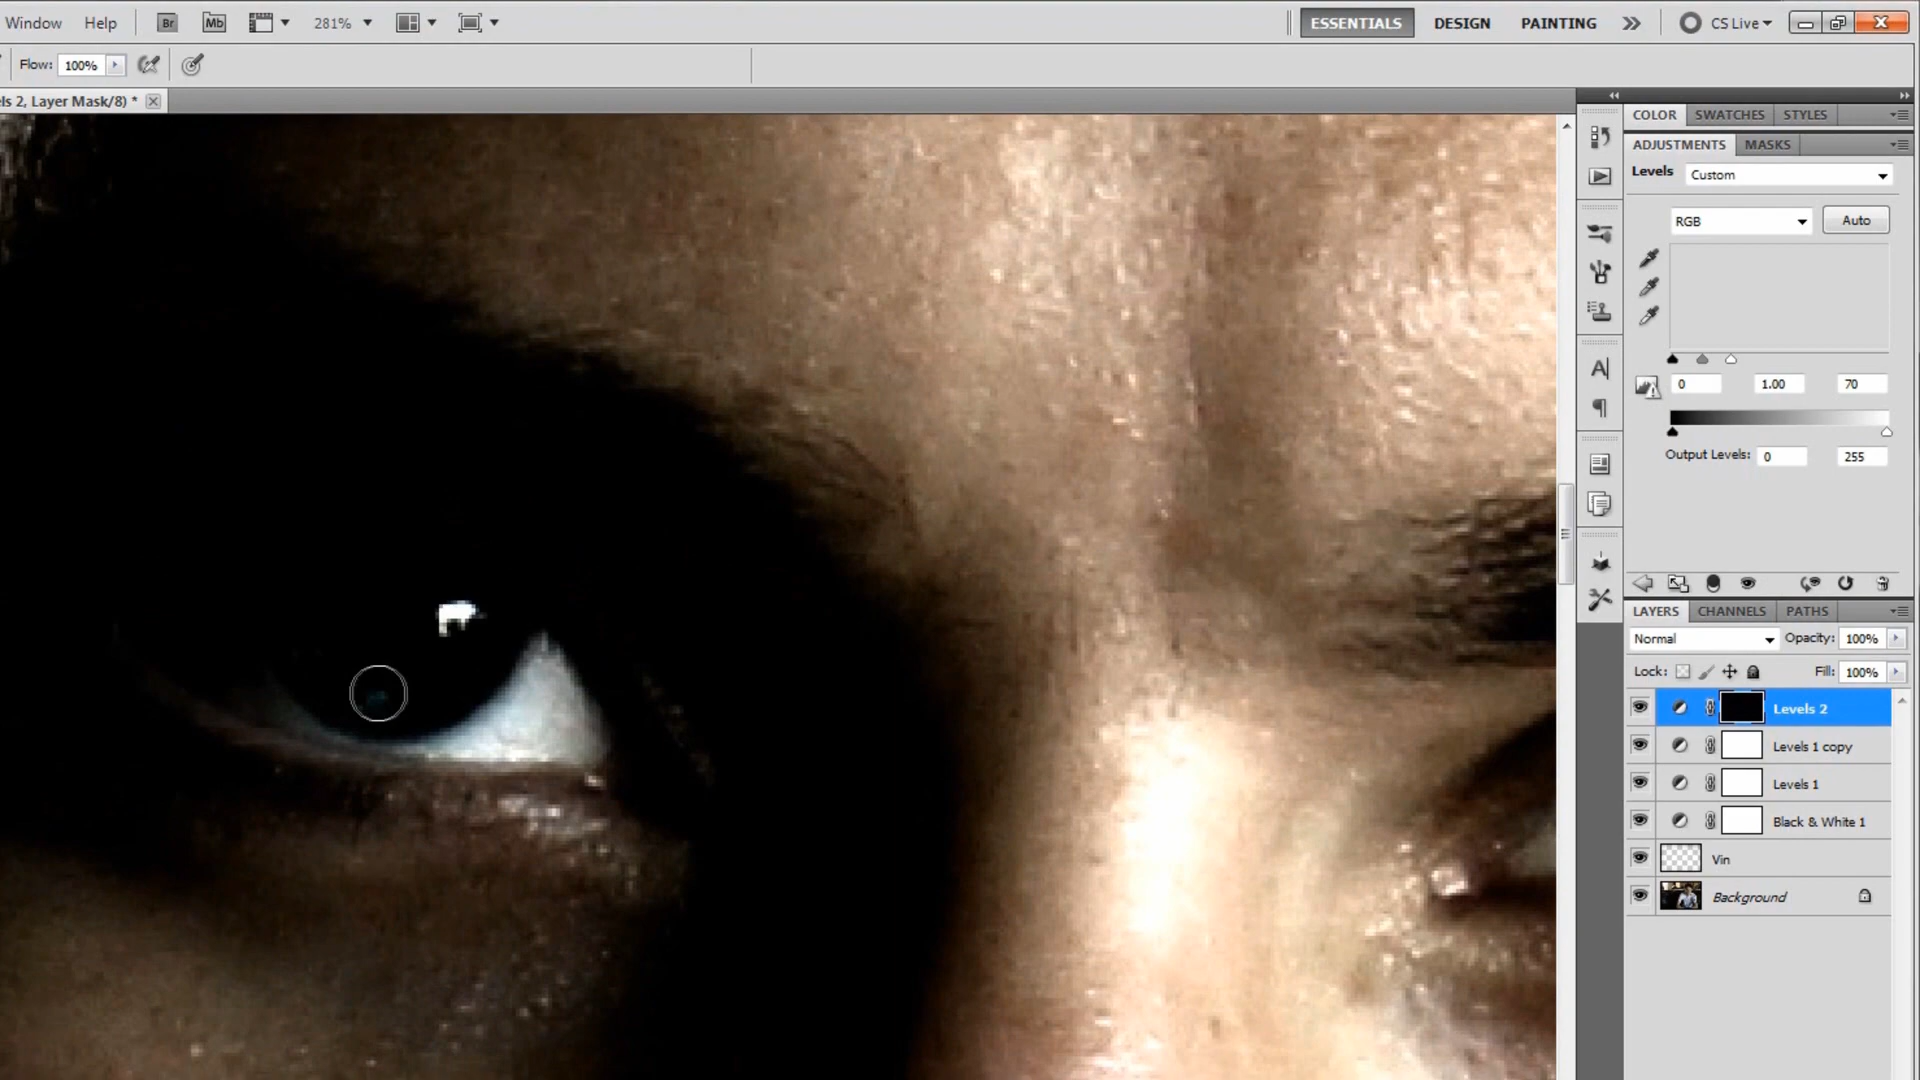 Window Help Br Mb 281% ESSENTIALS DESIGN PAINTING CS Live
Flow: 100%
ls 2, Layer Mask/8) *
COLOR SWATCHES STYLES
ADJUSTMENTS MASKS
Levels Custom
RGB Auto
0 1.00 70
Output Levels: 0 255
LAYERS CHANNELS PATHS
Normal Opacity: 100%
Lock: Fill: 100%
Levels 2
Levels 1 copy
Levels 1
Black & White 1
Vin
Background